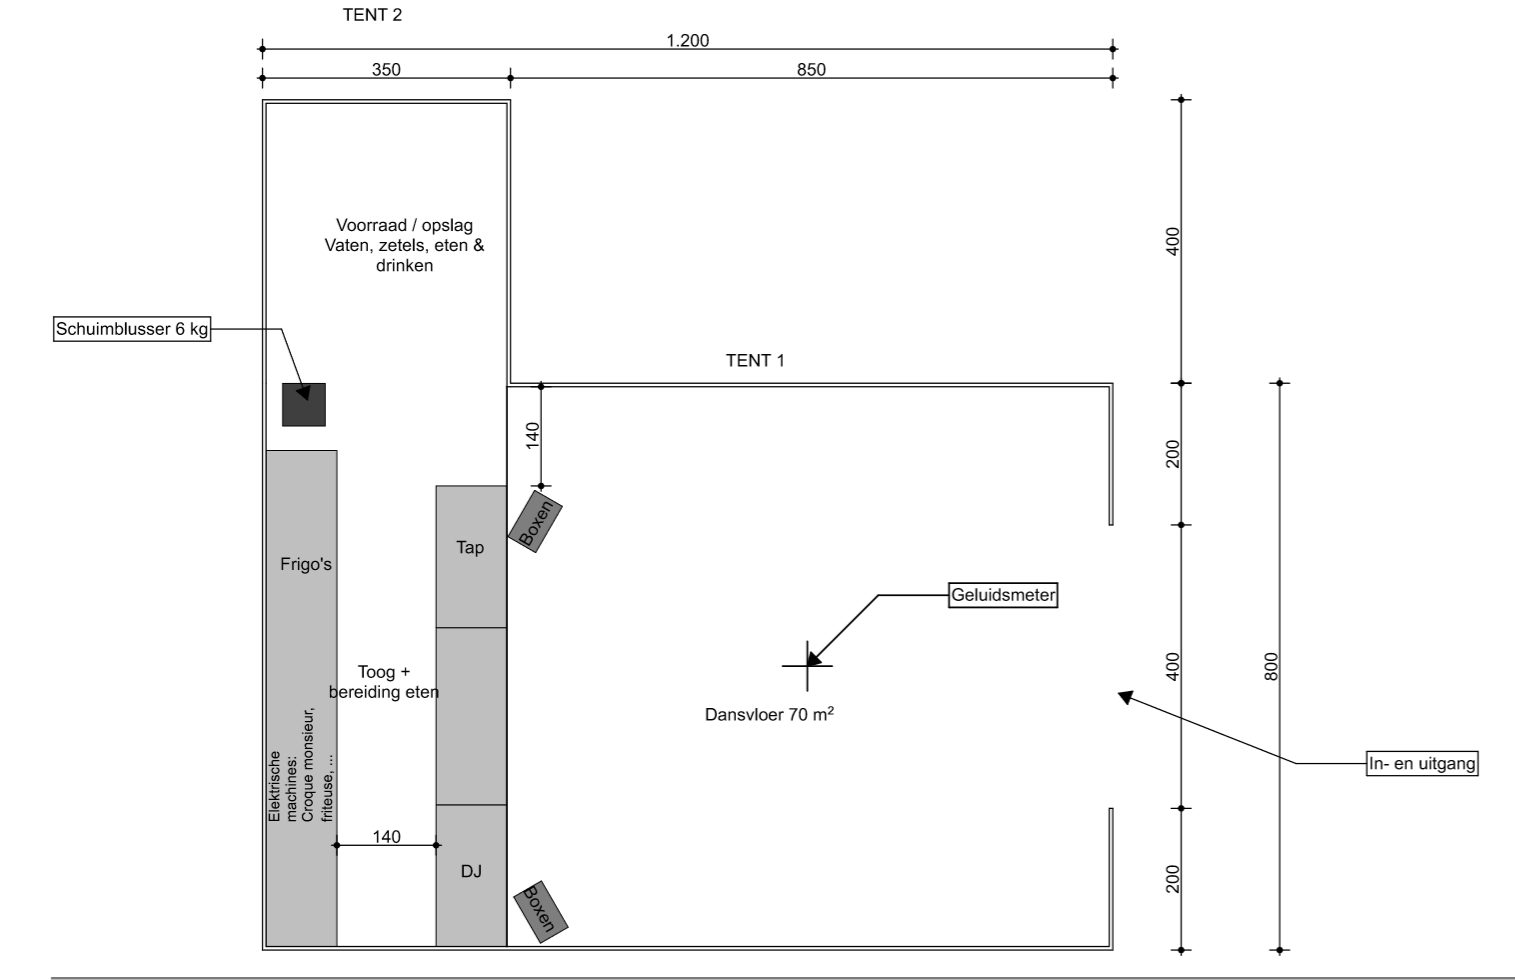 TENT 2
1.200
350
850
Voorraad / opslag
Vaten, zetels, eten &
drinken
400
Schuimblusser 6 kg
TENT 1
140
200
Boxen
Tap
Frigo's
Geluidsmeter
Toog +
bereiding eten
400
800
Dansvloer 70 m²
Elektrische
machines:
Croque monsieur,
friteuse, ...
In- en uitgang
140
DJ
200
Boxen